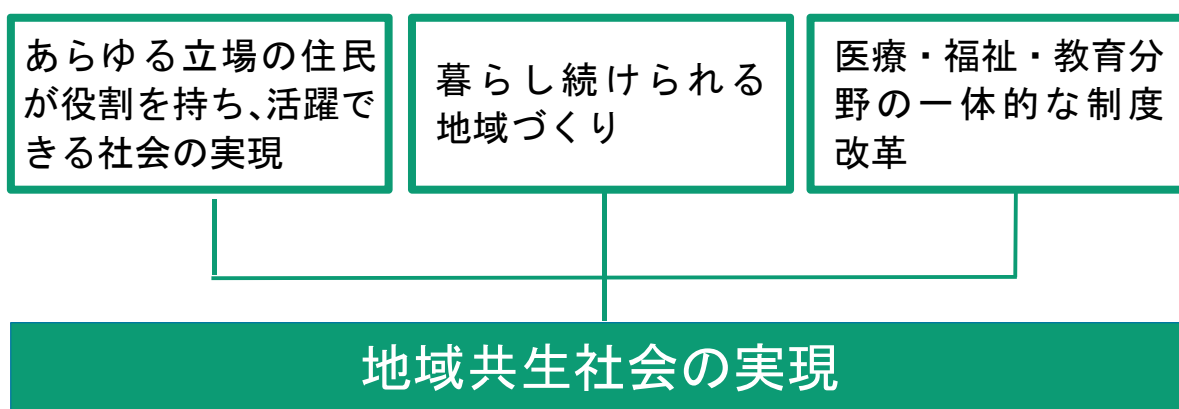 あらゆる立場の住民
が役割を持ち、活躍で
きる社会の実現
暮らし続けられる
地域づくり
医療・福祉・教育分
野の一体的な制度
改革
地域共生社会の実現